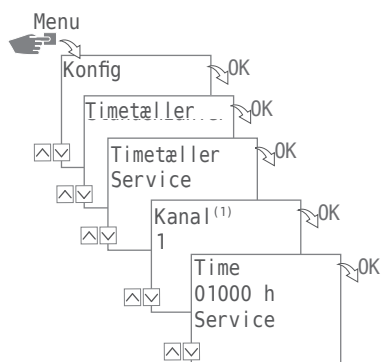 Menu
Konfig
OK
Timetæller
OK
Timetæller
Service
OK
Kanal(1)
1
OK
Time
01000 h
Service
OK